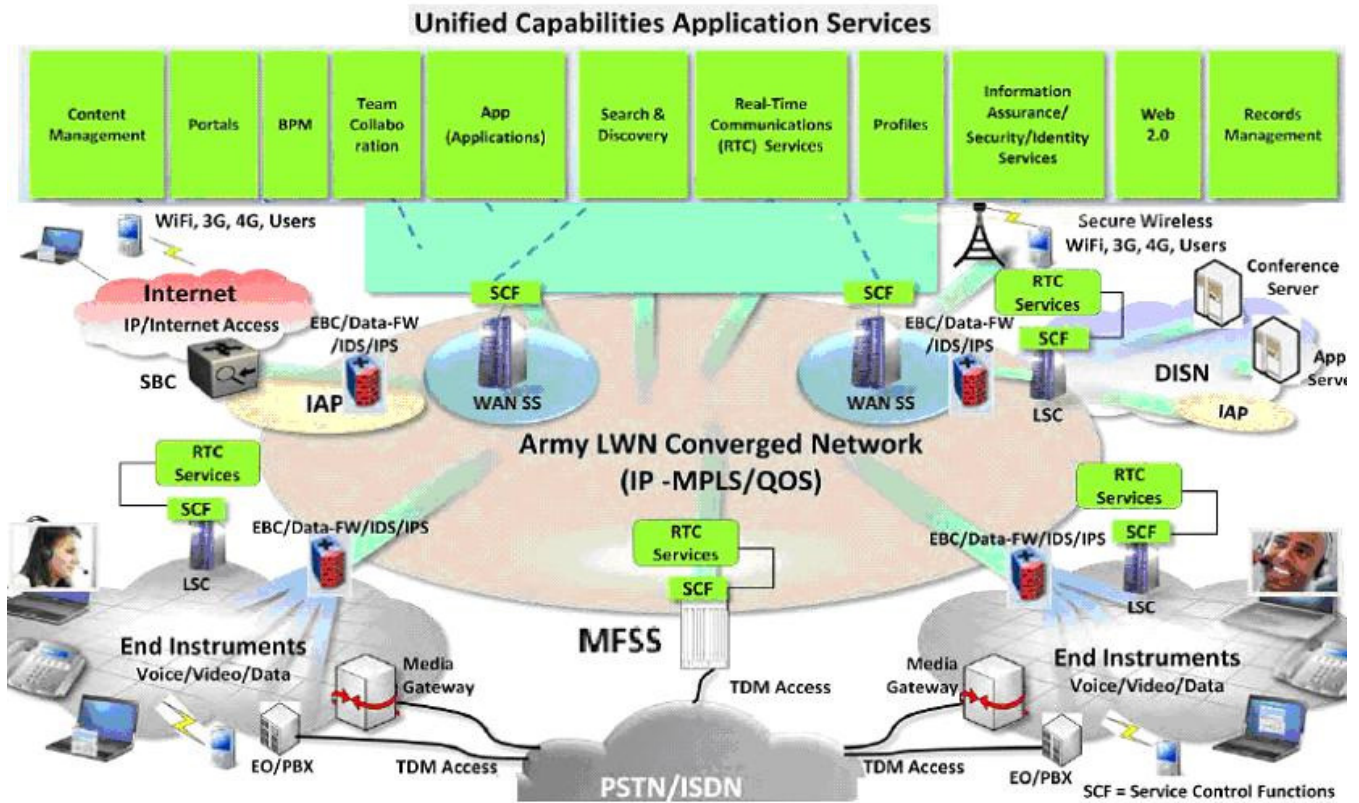 Unified Capabilities Application Services
Content
Management
Portals
BPM
Team
Collabo
ration
App
(Applications)
Search &
Discovery
Real-Time
Communications
(RTC) Services
Profiles
Information
Assurance/
Security/Identity
Services
Web
2.0
Records
Management
WiFi, 3G, 4G, Users
Secure Wireless
WiFi, 3G, 4G, Users
Internet
IP/Internet Access
SBC
IAP
EBC/Data-FW
/IDS/IPS
SCF
WAN SS
SCF
WAN SS
EBC/Data-FW
/IDS/IPS
RTC
Services
SCF
LSC
Conference
Server
DISN
App
Serve
IAP
Army LWN Converged Network
(IP -MPLS/QOS)
RTC
Services
SCF
LSC
EBC/Data-FW/IDS/IPS
RTC
Services
SCF
MFSS
EBC/Data-FW/IDS/IPS
RTC
Services
SCF
LSC
End Instruments
Voice/Video/Data
Media
Gateway
EO/PBX
TDM Access
TDM Access
PSTN/ISDN
Media
Gateway
TDM Access
EO/PBX
End Instruments
Voice/Video/Data
SCF = Service Control Functions